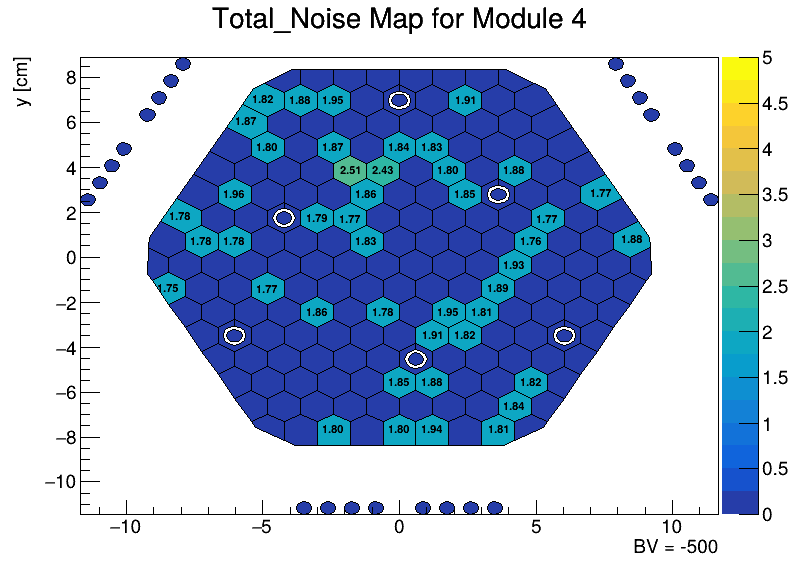 Total_Noise Map for Module 4
y [cm]
8
6
4
2
0
−2
−4
−6
−8
−10
1.82 1.88 1.95 2.91
1.87
1.80 1.87 1.84 1.83
2.51 2.43 1.80 1.88
1.96 1.86 1.85 1.77
1.78 1.79 1.77 1.77
1.78 1.78 1.83 1.76 1.88
1.93
1.75 1.77 1.89
1.86 1.78 1.95 1.81
1.91 1.82
1.85 1.88 1.82
1.84
1.80 1.80 1.94 1.81
−10 −5 0 5 10
BV = -500
5
4.5
4
3.5
3
2.5
2
1.5
1
0.5
0